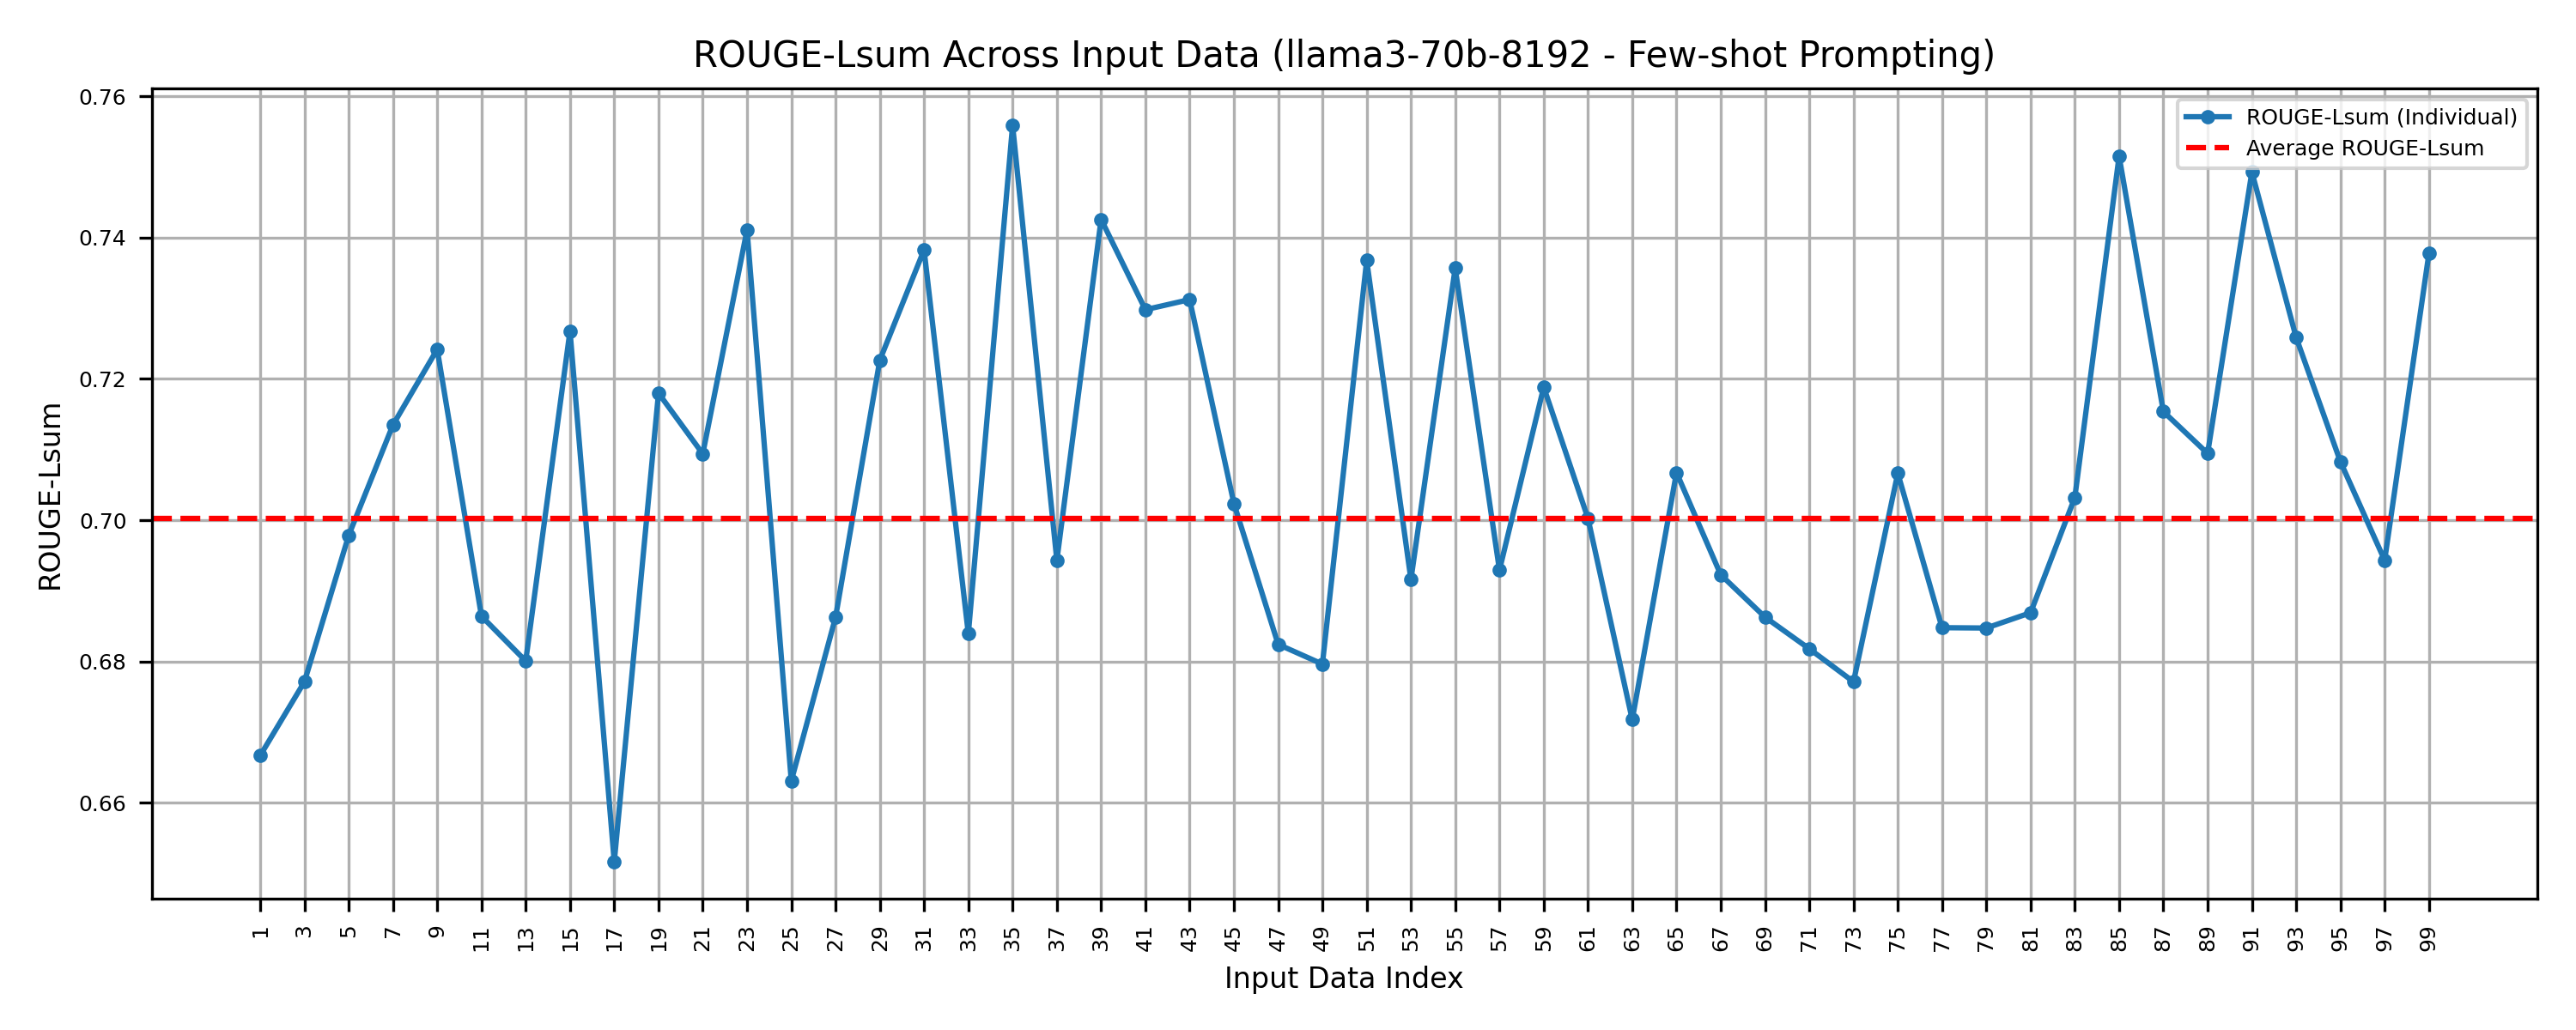 ROUGE-Lsum Across Input Data (llama3-70b-8192 - Few-shot Prompting)
ROUGE-Lsum (Individual)
Average ROUGE-Lsum
ROUGE-Lsum
0.76
0.74
0.72
0.70
0.68
0.66
1 3 5 7 9 11 13 15 17 19 21 23 25 27 29 31 33 35 37 39 41 43 45 47 49 51 53 55 57 59 61 63 65 67 69 71 73 75 77 79 81 83 85 87 89 91 93 95 97 99
Input Data Index